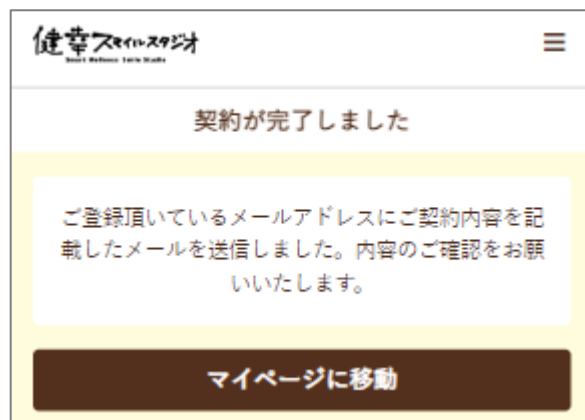 健幸スマイルスタジオ
Smart Wellness Smile Studio
契約が完了しました
ご登録頂いているメールアドレスにご契約内容を記
載したメールを送信しました。内容のご確認をお願
いいたします。
マイページに移動